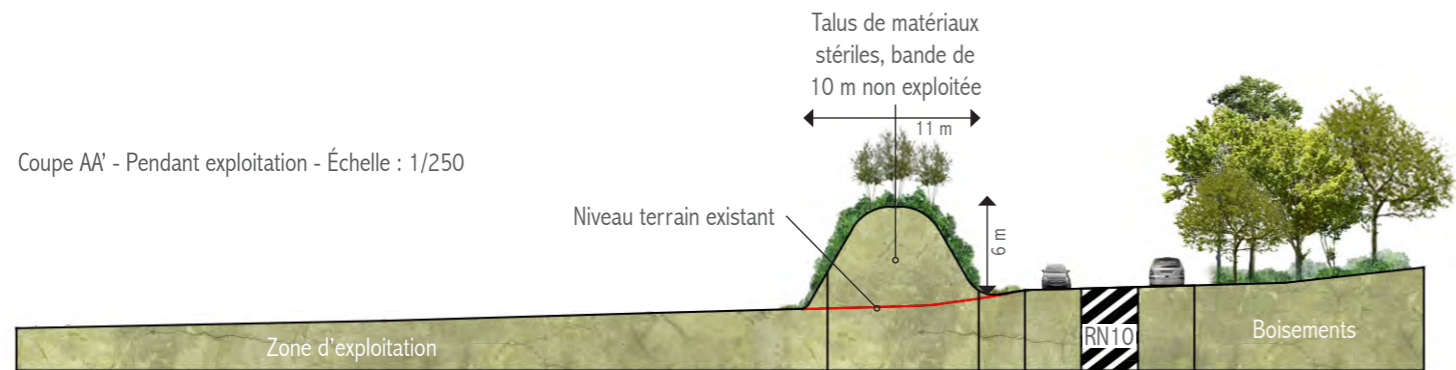 Talus de matériaux
stériles, bande de
10 m non exploitée
11 m
Coupe AA' - Pendant exploitation - Échelle : 1/250
Niveau terrain existant
6 m
Zone d'exploitation
RN10
Boisements